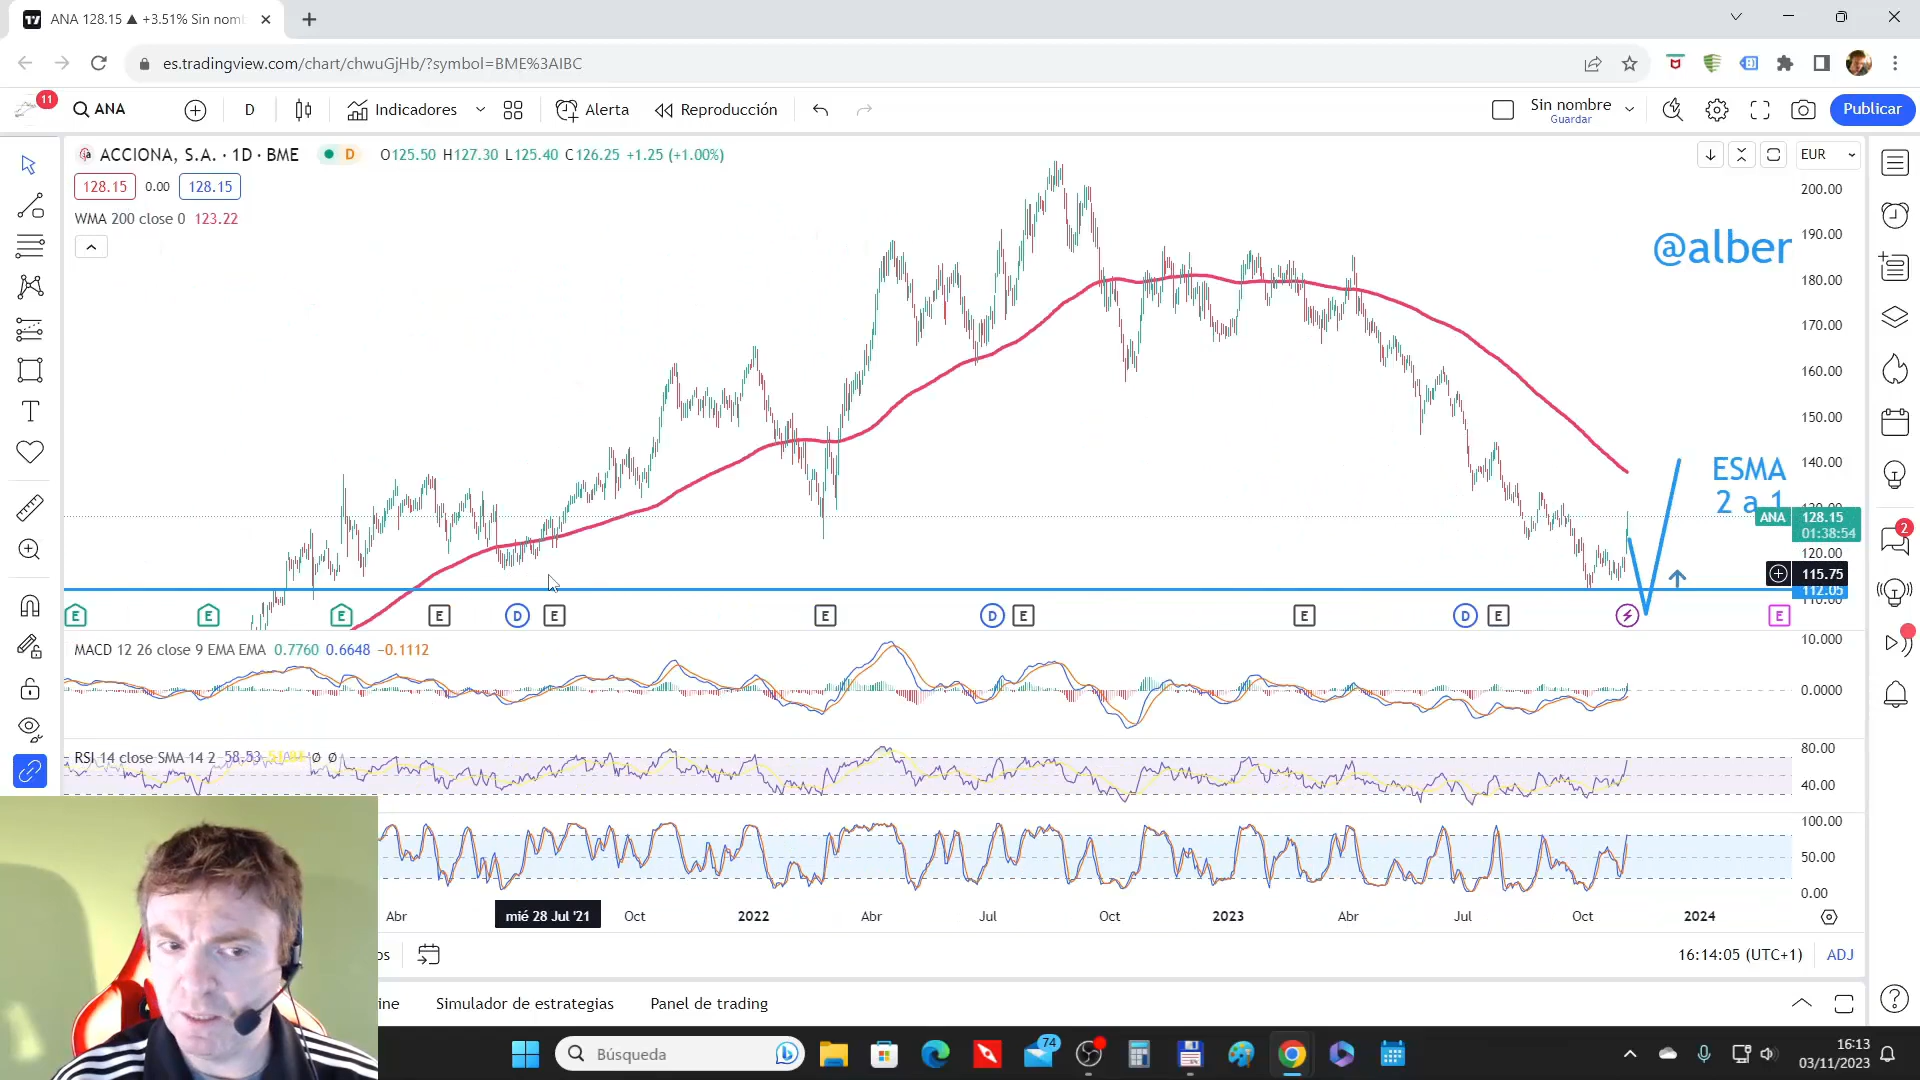 ANA 128.15 ▲ +3.51% Sin nom
es.tradingview.com/chart/chwuGjHb/?symbol=BME%3AIBC
11
ANA
D
Indicadores
Alerta
Reproducción
Sin nombre
Guardar
Publicar
ACCIONA, S.A. · 1D · BME
D
O125.50 H127.30 L125.40 C126.25 +1.25 (+1.00%)
EUR
128.15 0.00 128.15
WMA 200 close 0 123.22
200.00
190.00
180.00
170.00
160.00
150.00
140.00
120.00
@alber
ESMA
2 a 1
ANA 128.15
01:38:54
115.75
112.05
E E E E D E E D E E D E E
MACD 12 26 close 9 EMA EMA 0.7760 0.6648 −0.1112
10.000
0.0000
RSI 14 close SMA 14 2 58.53
80.00
40.00
100.00
50.00
0.00
Abr mié 28 Jul '21 Oct 2022 Abr Jul Oct 2023 Abr Jul Oct 2024
16:14:05 (UTC+1) ADJ
Simulador de estrategias
Panel de trading
2
Búsqueda
74
16:13
03/11/2023